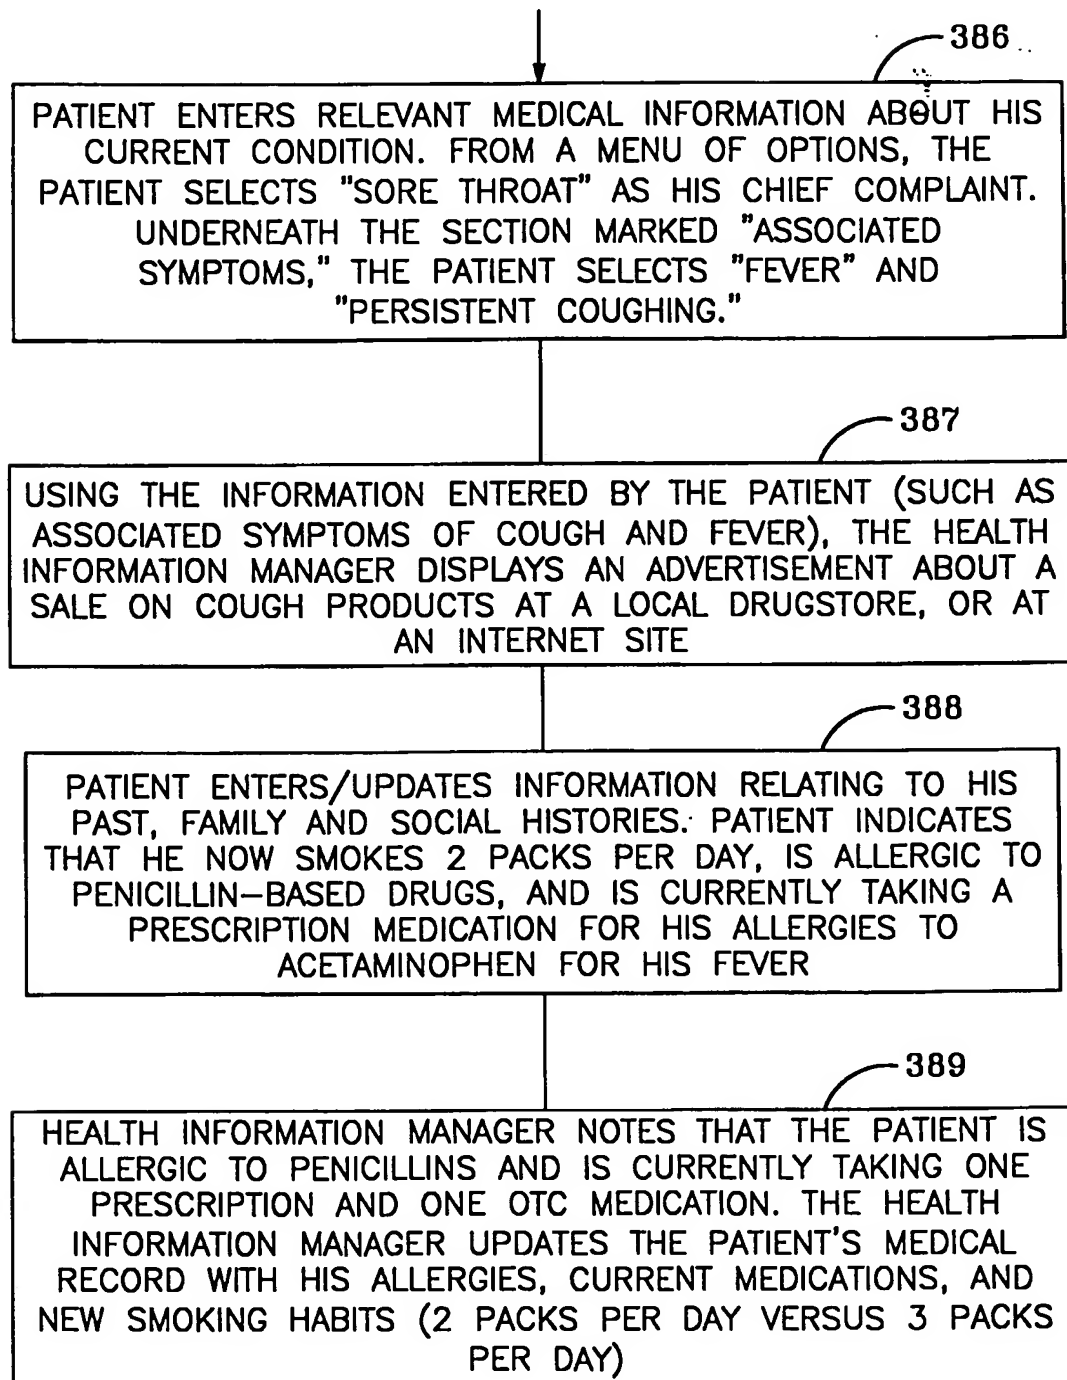 386
PATIENT ENTERS RELEVANT MEDICAL INFORMATION ABOUT HIS
CURRENT CONDITION. FROM A MENU OF OPTIONS, THE
PATIENT SELECTS "SORE THROAT" AS HIS CHIEF COMPLAINT.
UNDERNEATH THE SECTION MARKED "ASSOCIATED
SYMPTOMS," THE PATIENT SELECTS "FEVER" AND
"PERSISTENT COUGHING."
387
USING THE INFORMATION ENTERED BY THE PATIENT (SUCH AS
ASSOCIATED SYMPTOMS OF COUGH AND FEVER), THE HEALTH
INFORMATION MANAGER DISPLAYS AN ADVERTISEMENT ABOUT A
SALE ON COUGH PRODUCTS AT A LOCAL DRUGSTORE, OR AT
AN INTERNET SITE
388
PATIENT ENTERS/UPDATES INFORMATION RELATING TO HIS
PAST, FAMILY AND SOCIAL HISTORIES. PATIENT INDICATES
THAT HE NOW SMOKES 2 PACKS PER DAY, IS ALLERGIC TO
PENICILLIN-BASED DRUGS, AND IS CURRENTLY TAKING A
PRESCRIPTION MEDICATION FOR HIS ALLERGIES TO
ACETAMINOPHEN FOR HIS FEVER
389
HEALTH INFORMATION MANAGER NOTES THAT THE PATIENT IS
ALLERGIC TO PENICILLINS AND IS CURRENTLY TAKING ONE
PRESCRIPTION AND ONE OTC MEDICATION. THE HEALTH
INFORMATION MANAGER UPDATES THE PATIENT'S MEDICAL
RECORD WITH HIS ALLERGIES, CURRENT MEDICATIONS, AND
NEW SMOKING HABITS (2 PACKS PER DAY VERSUS 3 PACKS
PER DAY)